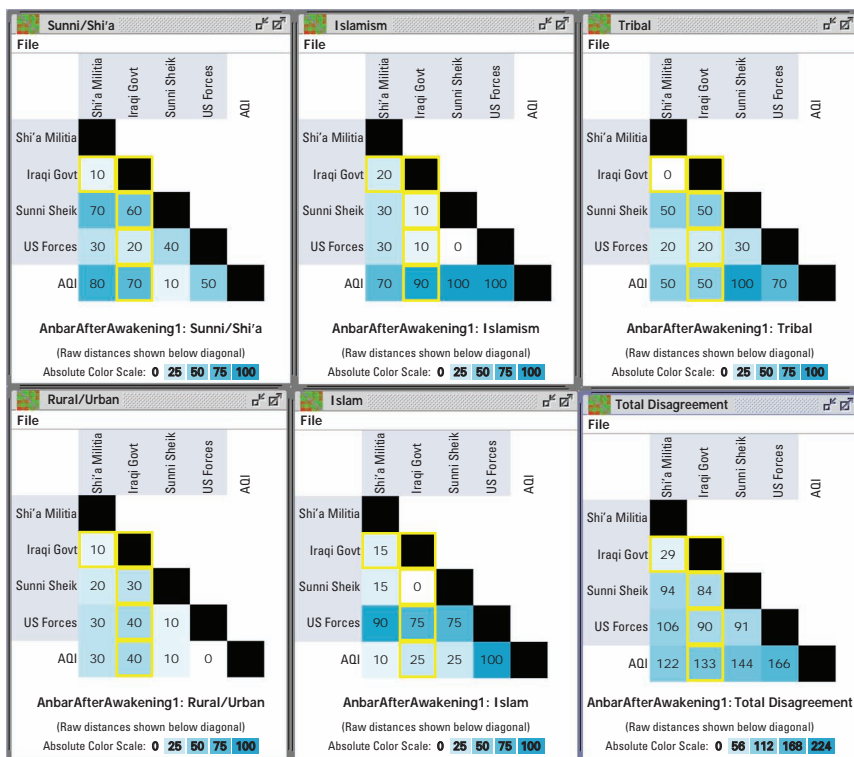 Sunni/Shi'a
File
Shi'a Militia
Iraqi Govt
Sunni Sheik
US Forces
AQI
Shi'a Militia
Iraqi Govt 10
Sunni Sheik 70 60
US Forces 30 20 40
AQI 80 70 10 50
AnbarAfterAwakening1: Sunni/Shi'a
(Raw distances shown below diagonal)
Absolute Color Scale: 0 25 50 75 100
Islamism
File
Shi'a Militia
Iraqi Govt
Sunni Sheik
US Forces
AQI
Shi'a Militia
Iraqi Govt 20
Sunni Sheik 30 10
US Forces 30 10 0
AQI 70 90 100 100
AnbarAfterAwakening1: Islamism
(Raw distances shown below diagonal)
Absolute Color Scale: 0 25 50 75 100
Tribal
File
Shi'a Militia
Iraqi Govt
Sunni Sheik
US Forces
AQI
Shi'a Militia
Iraqi Govt 0
Sunni Sheik 50 50
US Forces 20 20 30
AQI 50 50 100 70
AnbarAfterAwakening1: Tribal
(Raw distances shown below diagonal)
Absolute Color Scale: 0 25 50 75 100
Rural/Urban
File
Shi'a Militia
Iraqi Govt
Sunni Sheik
US Forces
AQI
Shi'a Militia
Iraqi Govt 10
Sunni Sheik 20 30
US Forces 30 40 10
AQI 30 40 10 0
AnbarAfterAwakening1: Rural/Urban
(Raw distances shown below diagonal)
Absolute Color Scale: 0 25 50 75 100
Islam
File
Shi'a Militia
Iraqi Govt
Sunni Sheik
US Forces
AQI
Shi'a Militia
Iraqi Govt 15
Sunni Sheik 15 0
US Forces 90 75 75
AQI 10 25 25 100
AnbarAfterAwakening1: Islam
(Raw distances shown below diagonal)
Absolute Color Scale: 0 25 50 75 100
Total Disagreement
File
Shi'a Militia
Iraqi Govt
Sunni Sheik
US Forces
AQI
Shi'a Militia
Iraqi Govt 29
Sunni Sheik 94 84
US Forces 106 90 91
AQI 122 133 144 166
AnbarAfterAwakening1: Total Disagreement
(Raw distances shown below diagonal)
Absolute Color Scale: 0 56 112 168 224